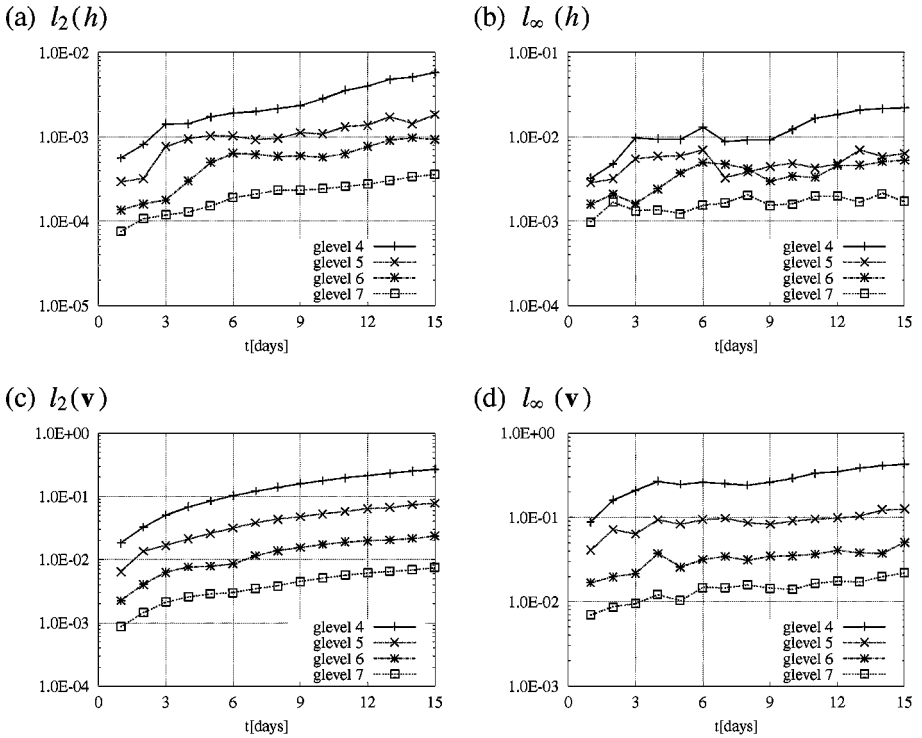 (a) l₂(h)
1.0E-02
1.0E-03
1.0E-04
1.0E-05
glevel 4
glevel 5
glevel 6
glevel 7
0 3 6 9 12 15
t[days]
(b) l∞ (h)
1.0E-01
1.0E-02
1.0E-03
1.0E-04
glevel 4
glevel 5
glevel 6
glevel 7
0 3 6 9 12 15
t[days]
(c) l₂(v)
1.0E+00
1.0E-01
1.0E-02
1.0E-03
1.0E-04
glevel 4
glevel 5
glevel 6
glevel 7
0 3 6 9 12 15
t[days]
(d) l∞ (v)
1.0E+00
1.0E-01
1.0E-02
1.0E-03
glevel 4
glevel 5
glevel 6
glevel 7
0 3 6 9 12 15
t[days]